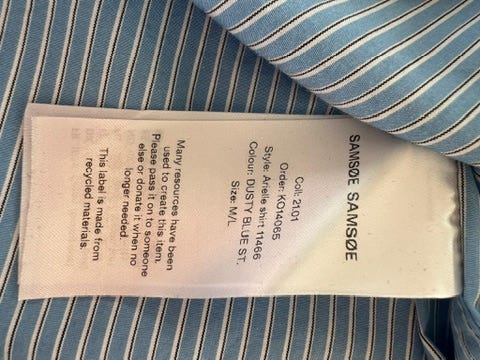 SAMSØE SAMSØE
Coll: 21.01
Order: KO14065
Style: Arielle shirt 11466
Colour: DUSTY BLUE ST.
Size: M/L
Many resources have been
used to create this item.
Please pass it on to someone
else or donate it when no
longer needed.
This label is made from
recycled materials.